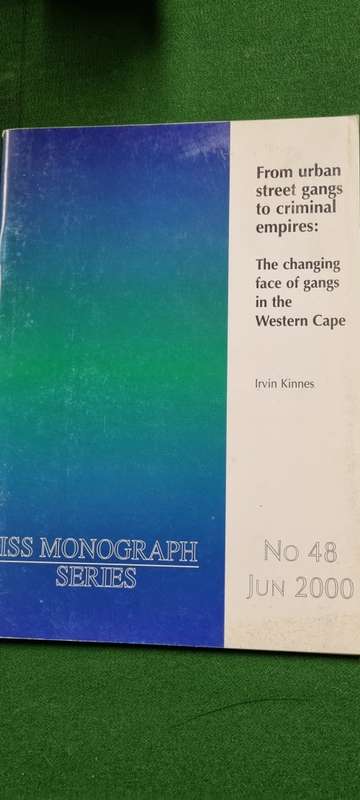 From urban
street gangs
to criminal
empires:
The changing
face of gangs
in the
Western Cape
Irvin Kinnes
ISS MONOGRAPH
SERIES
No 48
Jun 2000